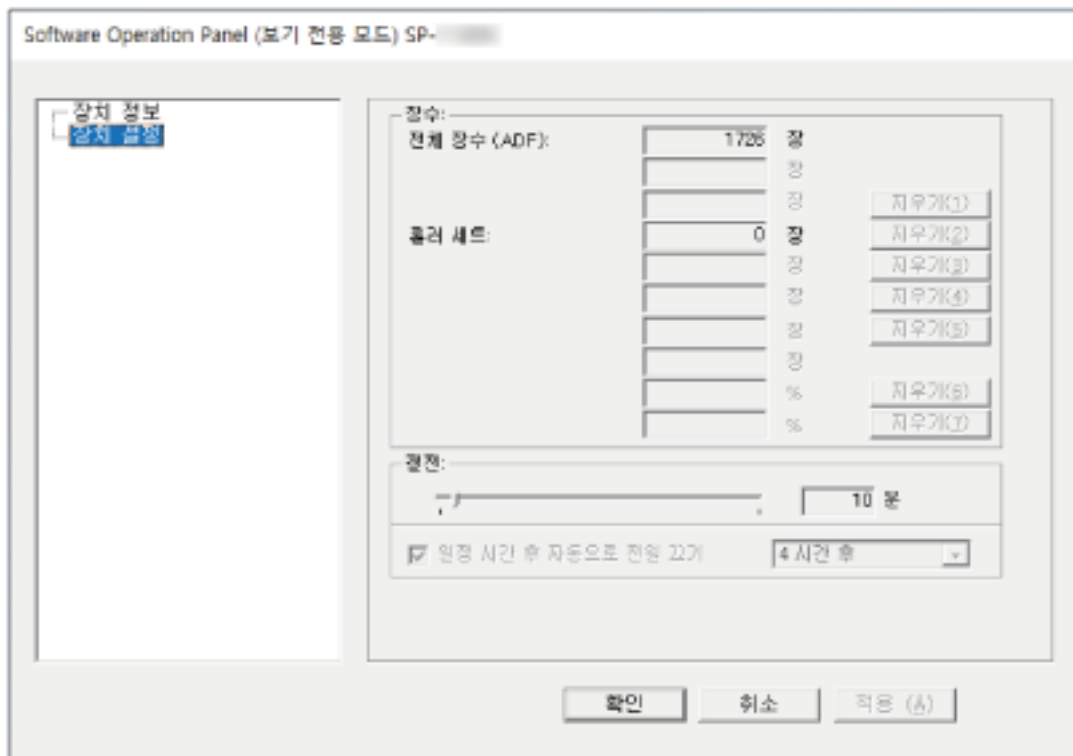 Software Operation Panel (보기 전용 모드) SP-
장치 정보
장치 설정
장수:
전체 장수 (ADF): 1726 장
장
장 지우기(1)
롤러 세트: 0 장 지우기(2)
장 지우기(3)
장 지우기(4)
장 지우기(5)
장
% 지우기(6)
% 지우기(7)
절전:
10 분
일정 시간 후 자동으로 전원 끄기 4 시간 후
확인 취소 적용 (A)